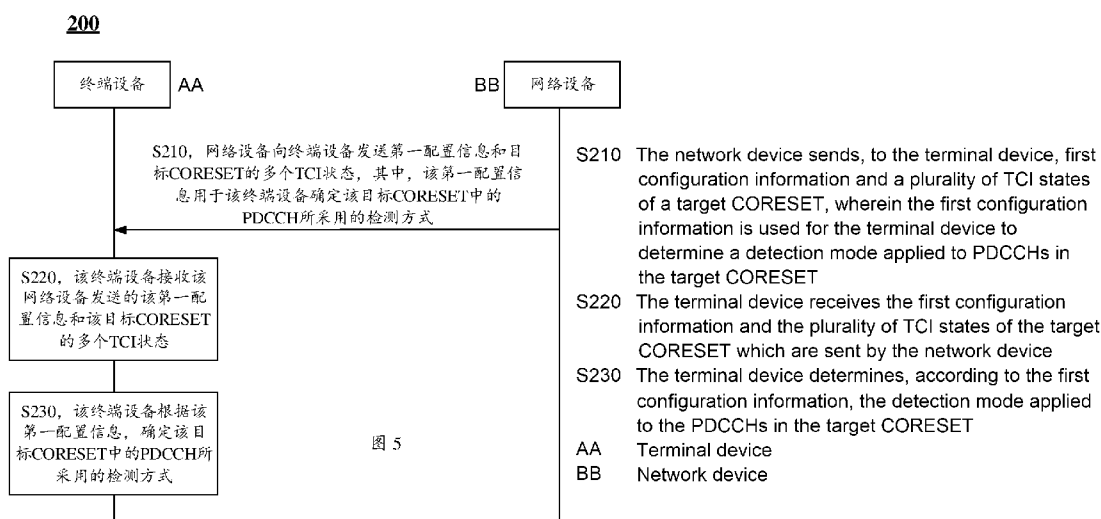 200
终端设备 AA
BB 网络设备
S210，网络设备向终端设备发送第一配置信息和目
标CORESET的多个TCI状态，其中，该第一配置信
息用于该终端设备确定该目标CORESET中的
PDCCH所采用的检测方式
S220，该终端设备接收该
网络设备发送的该第一配
置信息和该目标CORESET
的多个TCI状态
S230，该终端设备根据该
第一配置信息，确定该目
标CORESET中的PDCCH所
采用的检测方式
图 5
S210 The network device sends, to the terminal device, first
configuration information and a plurality of TCI states
of a target CORESET, wherein the first configuration
information is used for the terminal device to
determine a detection mode applied to PDCCHs in
the target CORESET
S220 The terminal device receives the first configuration
information and the plurality of TCI states of the target
CORESET which are sent by the network device
S230 The terminal device determines, according to the first
configuration information, the detection mode applied
to the PDCCHs in the target CORESET
AA Terminal device
BB Network device